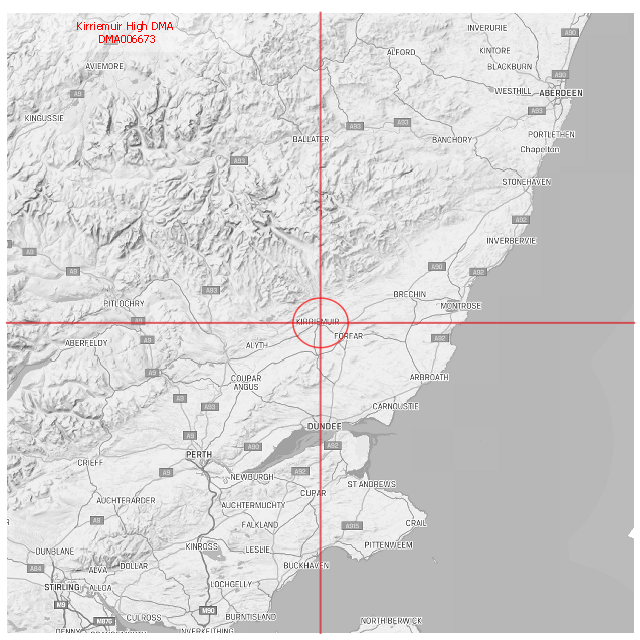 Kirriemuir High DMA
DMA006673
INVERURIE
A90
KINTORE
ALFORD
BLACKBURN
AVIEMORE
A90
WESTHILL
ABERDEEN
A9
A93
KINGUSSIE
A93
A93
PORTLETHEN
BALLATER
BANCHORY
Chapelton
A93
STONEHAVEN
A92
INVERBERVIE
A9
A90
A9
A92
A93
BRECHIN
PITLOCHRY
MONTROSE
A9
KIRRIEMUIR
FORFAR
A9
A92
ABERFELDY
ALYTH
A9
COUPAR
ANGUS
ARBROATH
A9
A93
CARNOUSTIE
DUNDEE
A9
A90
A92
PERTH
CRIEFF
A9
A92
NEWBURGH
ST ANDREWS
CUPAR
AUCHTERARDER
AUCHTERMUCHTY
A9
FALKLAND
A915
CRAIL
KINROSS
PITTENWEEM
DUNBLANE
LESLIE
A84
ALVA
DOLLAR
BUCKHAVEN
STIRLING
ALLOA
LOCHGELLY
M9
M90
M876
CULROSS
BURNTISLAND
NORTH BERWICK
DENNY
INVERKEITHING